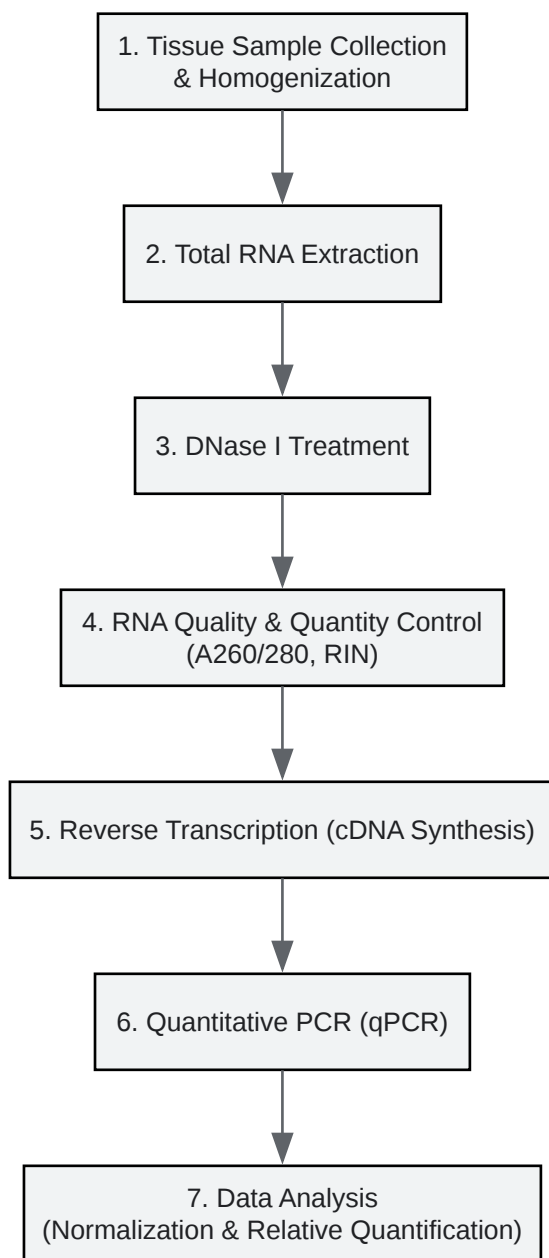 1. Tissue Sample Collection
& Homogenization
2. Total RNA Extraction
3. DNase I Treatment
4. RNA Quality & Quantity Control
(A260/280, RIN)
5. Reverse Transcription (cDNA Synthesis)
6. Quantitative PCR (qPCR)
7. Data Analysis
(Normalization & Relative Quantification)